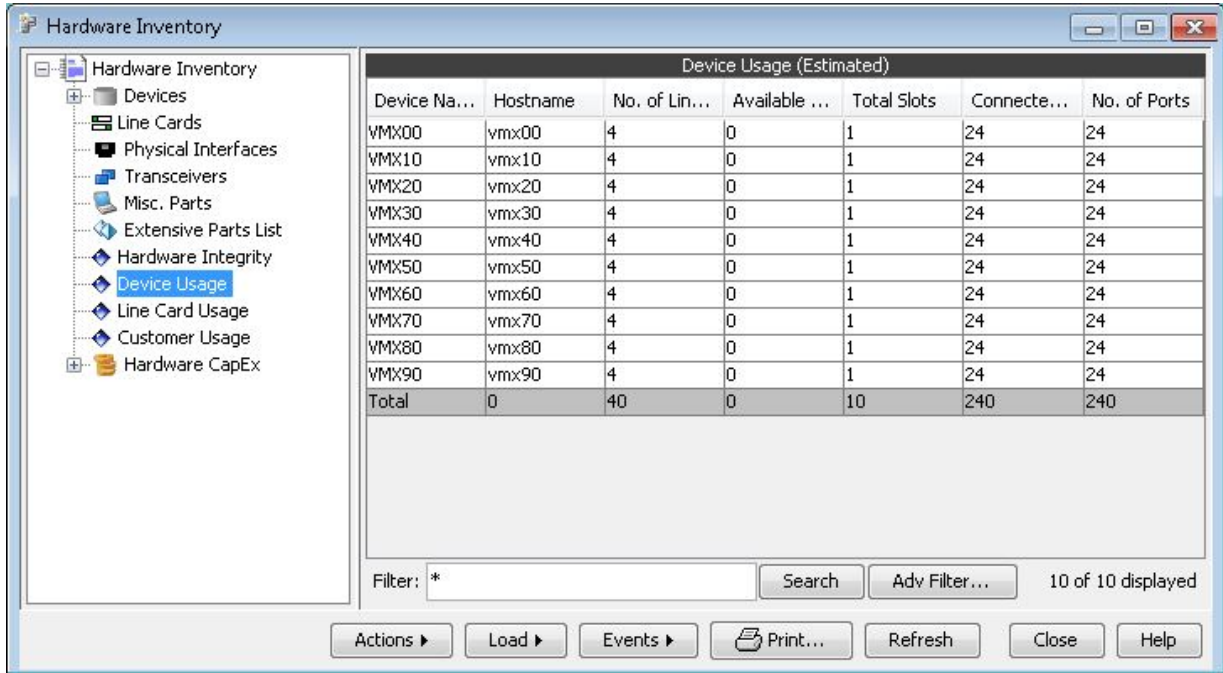 Hardware Inventory
Hardware Inventory
Devices
Line Cards
Physical Interfaces
Transceivers
Misc. Parts
Extensive Parts List
Hardware Integrity
Device Usage
Line Card Usage
Customer Usage
Hardware CapEx
Device Usage (Estimated)
Device Na... Hostname No. of Lin... Available ... Total Slots Connecte... No. of Ports
VMX00 vmx00 4 0 1 24 24
VMX10 vmx10 4 0 1 24 24
VMX20 vmx20 4 0 1 24 24
VMX30 vmx30 4 0 1 24 24
VMX40 vmx40 4 0 1 24 24
VMX50 vmx50 4 0 1 24 24
VMX60 vmx60 4 0 1 24 24
VMX70 vmx70 4 0 1 24 24
VMX80 vmx80 4 0 1 24 24
VMX90 vmx90 4 0 1 24 24
Total 0 40 0 10 240 240
Filter: * Search Adv Filter... 10 of 10 displayed
Actions Load Events Print... Refresh Close Help